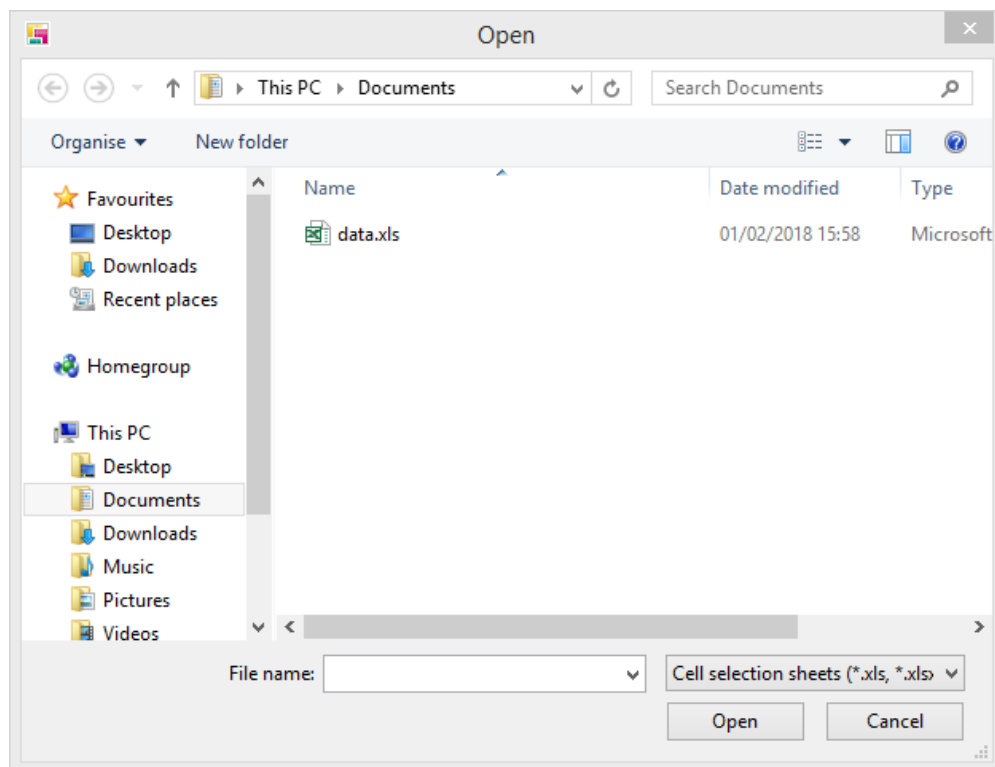 Open
This PC Documents
Search Documents
Organise New folder
Name Date modified Type
data.xls 01/02/2018 15:58 Microsoft
Favourites
Desktop
Downloads
Recent places
Homegroup
This PC
Desktop
Documents
Downloads
Music
Pictures
Videos
File name:
Cell selection sheets (*.xls, *.xls
Open Cancel